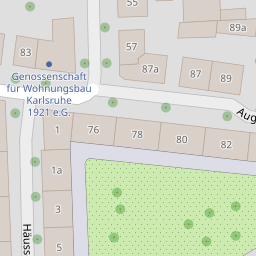 55
89a
57
83
87a
87
89
Genossenschaft
für Wohnungsbau
Karlsruhe
1921 e.G.
Aug
1
76
78
80
82
1a
3
5
Häuss